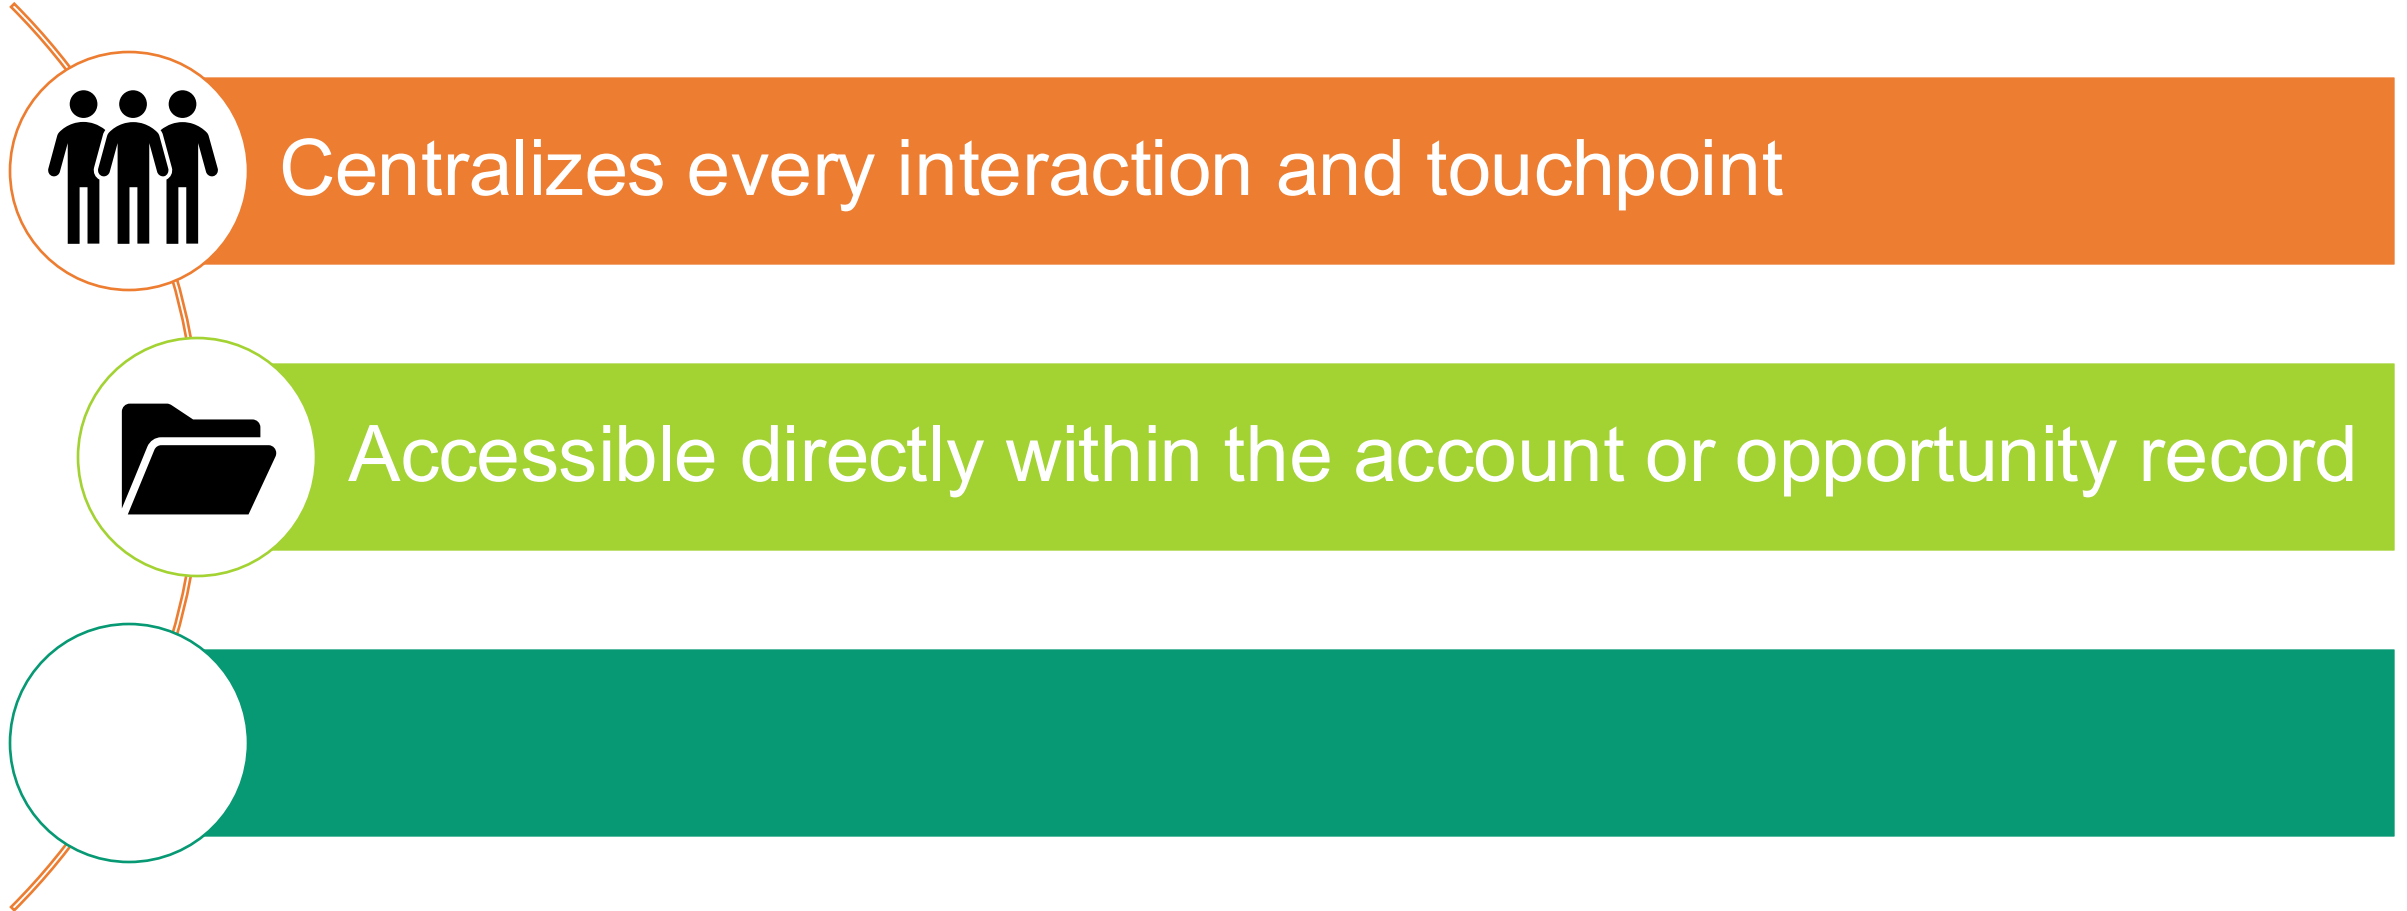 Centralizes every interaction and touchpoint
Accessible directly within the account or opportunity record